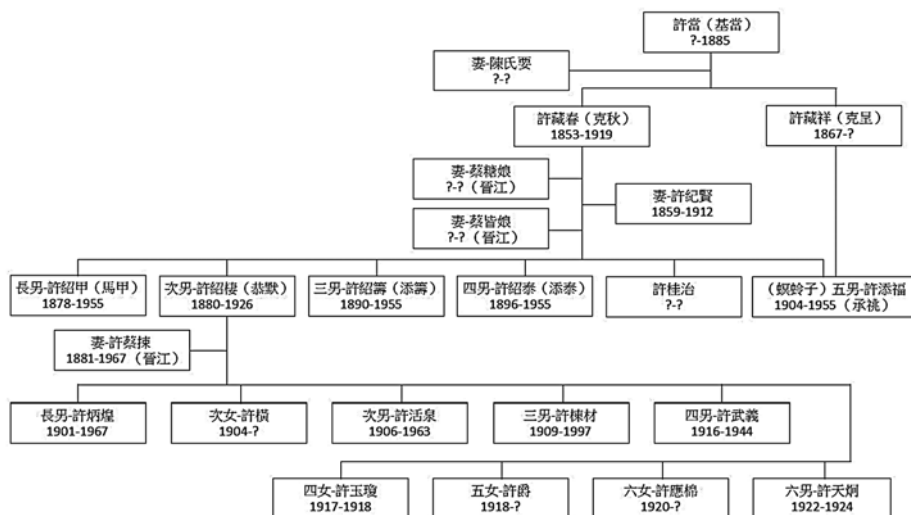 許當（基當）
?-1885
妻-陳氏要
?-?
許藏春（克秋）
1853-1919
許藏祥（克呈）
1867-?
妻-蔡糖娘
?-?（晉江）
妻-許紀賢
1859-1912
妻-蔡皆娘
?-?（晉江）
長男-許紹甲（馬甲）
1878-1955
次男-許紹棲（恭默）
1880-1926
三男-許紹籌（添籌）
1890-1955
四男-許紹泰（添泰）
1896-1955
許桂治
?-?
（螟蛉子）五男-許添福
1904-1955（承祧）
妻-許蔡揀
1881-1967（晉江）
長男-許炳煌
1901-1967
次女-許橫
1904-?
次男-許活泉
1906-1963
三男-許棟材
1909-1997
四男-許武義
1916-1944
四女-許玉瓊
1917-1918
五女-許爵
1918-?
六女-許應棉
1920-?
六男-許天炯
1922-1924